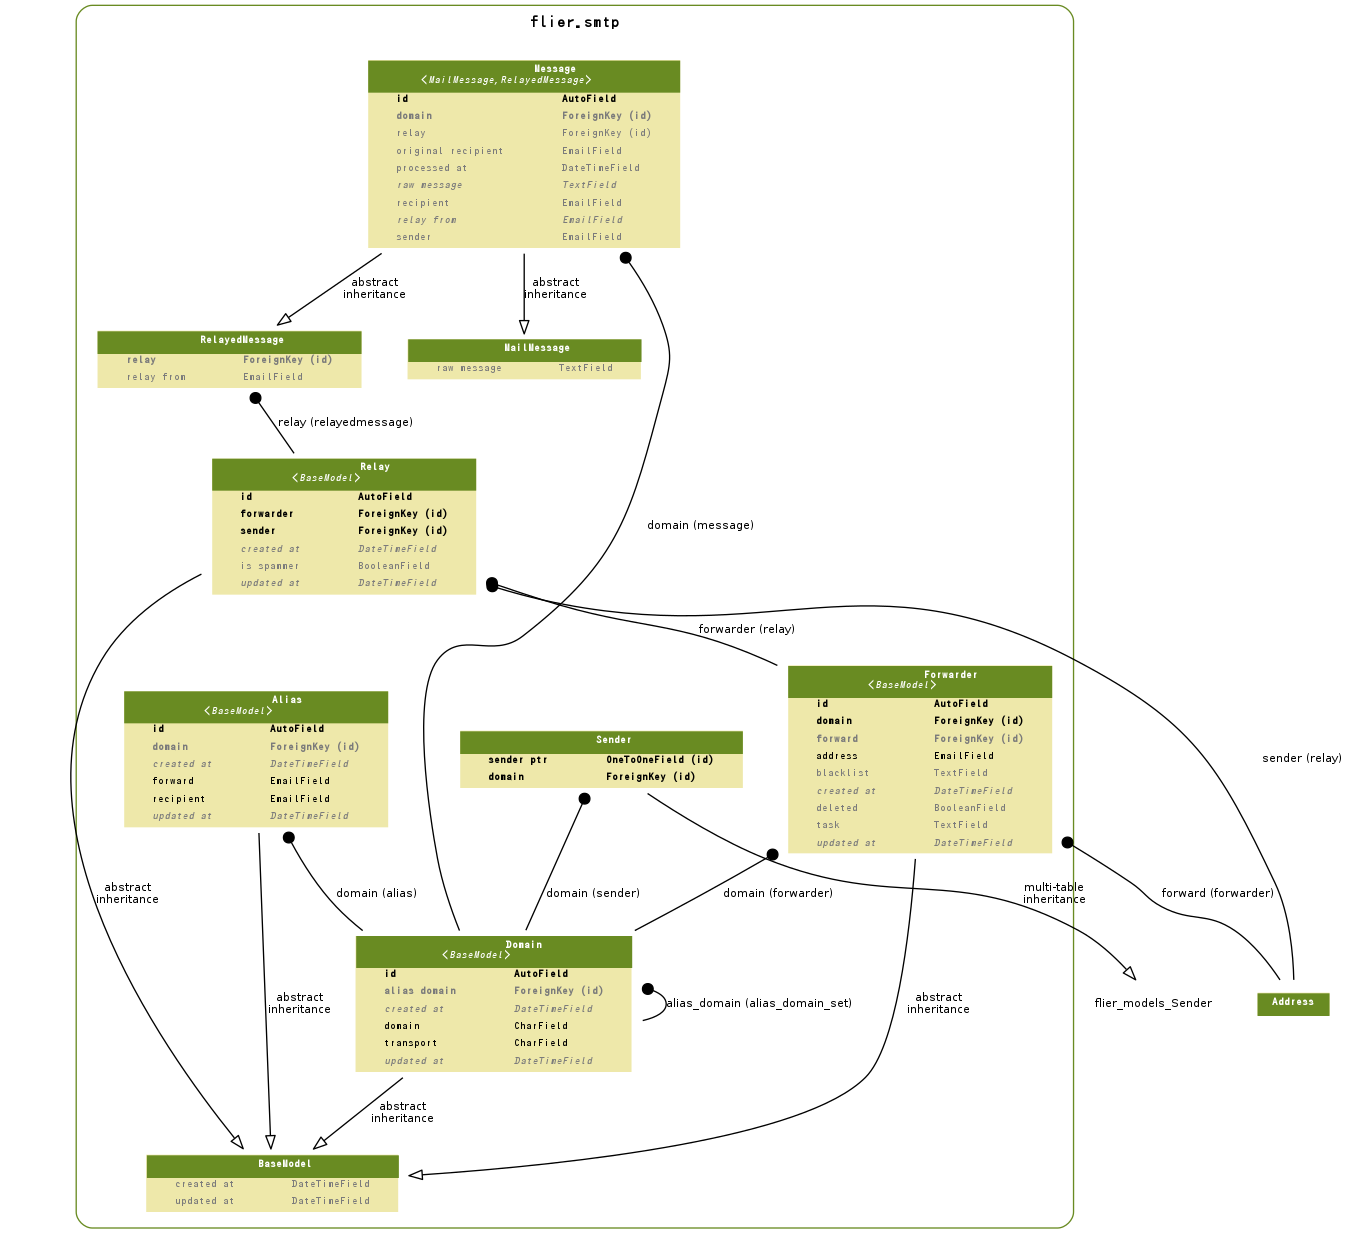 flier_smtp
Message
<MailMessage,RelayedMessage>
id AutoField
domain ForeignKey (id)
relay ForeignKey (id)
original recipient EmailField
processed at DateTimeField
raw message TextField
recipient EmailField
relay from EmailField
sender EmailField
abstract
inheritance
abstract
inheritance
RelayedMessage
relay ForeignKey (id)
relay from EmailField
MailMessage
raw message TextField
relay (relayedmessage)
Relay
<BaseModel>
id AutoField
forwarder ForeignKey (id)
sender ForeignKey (id)
created at DateTimeField
is spammer BooleanField
updated at DateTimeField
domain (message)
forwarder (relay)
sender (relay)
Alias
<BaseModel>
id AutoField
domain ForeignKey (id)
created at DateTimeField
forward EmailField
recipient EmailField
updated at DateTimeField
Sender
sender ptr OneToOneField (id)
domain ForeignKey (id)
Forwarder
<BaseModel>
id AutoField
domain ForeignKey (id)
forward ForeignKey (id)
address EmailField
blacklist TextField
created at DateTimeField
deleted BooleanField
task TextField
updated at DateTimeField
abstract
inheritance
domain (alias)
domain (sender)
domain (forwarder)
multi-table
inheritance
forward (forwarder)
Domain
<BaseModel>
id AutoField
alias domain ForeignKey (id)
created at DateTimeField
domain CharField
transport CharField
updated at DateTimeField
abstract
inheritance
alias_domain (alias_domain_set)
abstract
inheritance
flier_models_Sender
Address
abstract
inheritance
BaseModel
created at DateTimeField
updated at DateTimeField